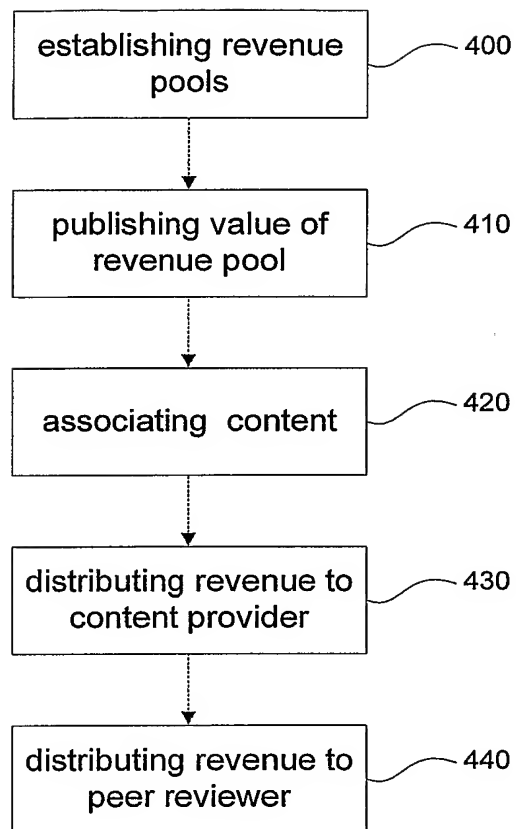 establishing revenue
pools
400
publishing value of
revenue pool
410
associating content
420
distributing revenue to
content provider
430
distributing revenue to
peer reviewer
440